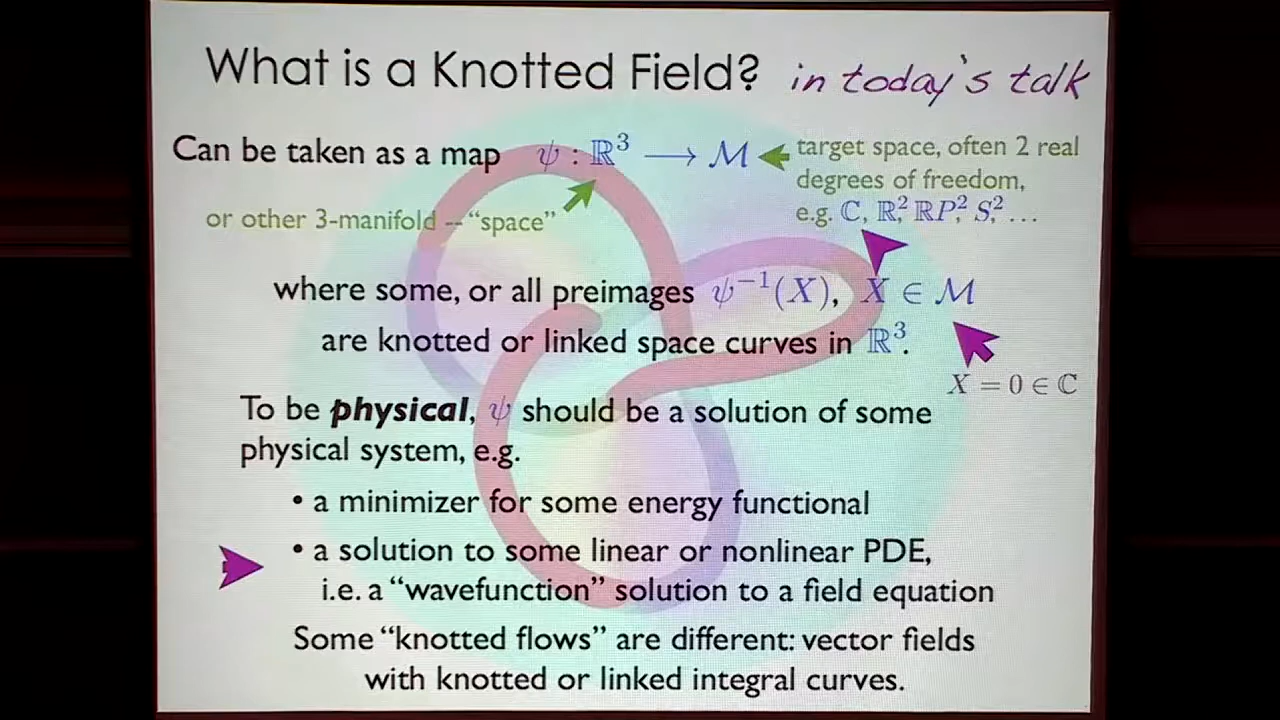 What is a Knotted Field? in today's talk
Can be taken as a map ψ : ℝ³ ⟶ ℳ
target space, often 2 real
degrees of freedom,
e.g. ℂ, ℝ², ℝP², S², …
or other 3-manifold -- "space"
where some, or all preimages ψ⁻¹(X), X ∈ ℳ
are knotted or linked space curves in ℝ³.
X = 0 ∈ ℂ
To be physical, ψ should be a solution of some
physical system, e.g.
• a minimizer for some energy functional
• a solution to some linear or nonlinear PDE,
i.e. a "wavefunction" solution to a field equation
Some "knotted flows" are different: vector fields
with knotted or linked integral curves.